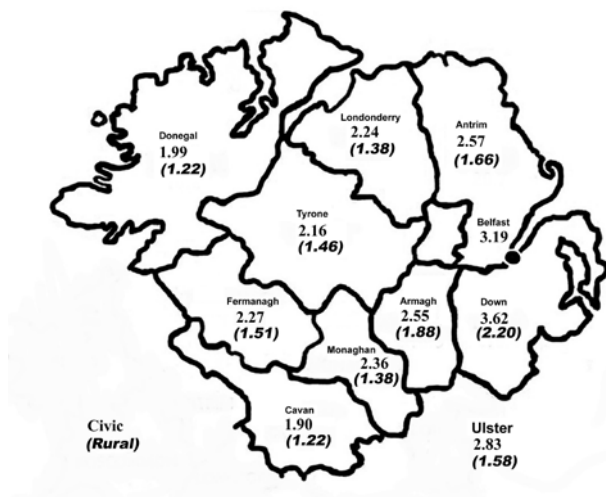 Londonderry
2.24
(1.38)
Antrim
2.57
(1.66)
Donegal
1.99
(1.22)
Tyrone
2.16
(1.46)
Belfast
3.19
Fermanagh
2.27
(1.51)
Armagh
2.55
(1.88)
Down
3.62
(2.20)
Monaghan
2.36
(1.38)
Cavan
1.90
(1.22)
Civic
(Rural)
Ulster
2.83
(1.58)